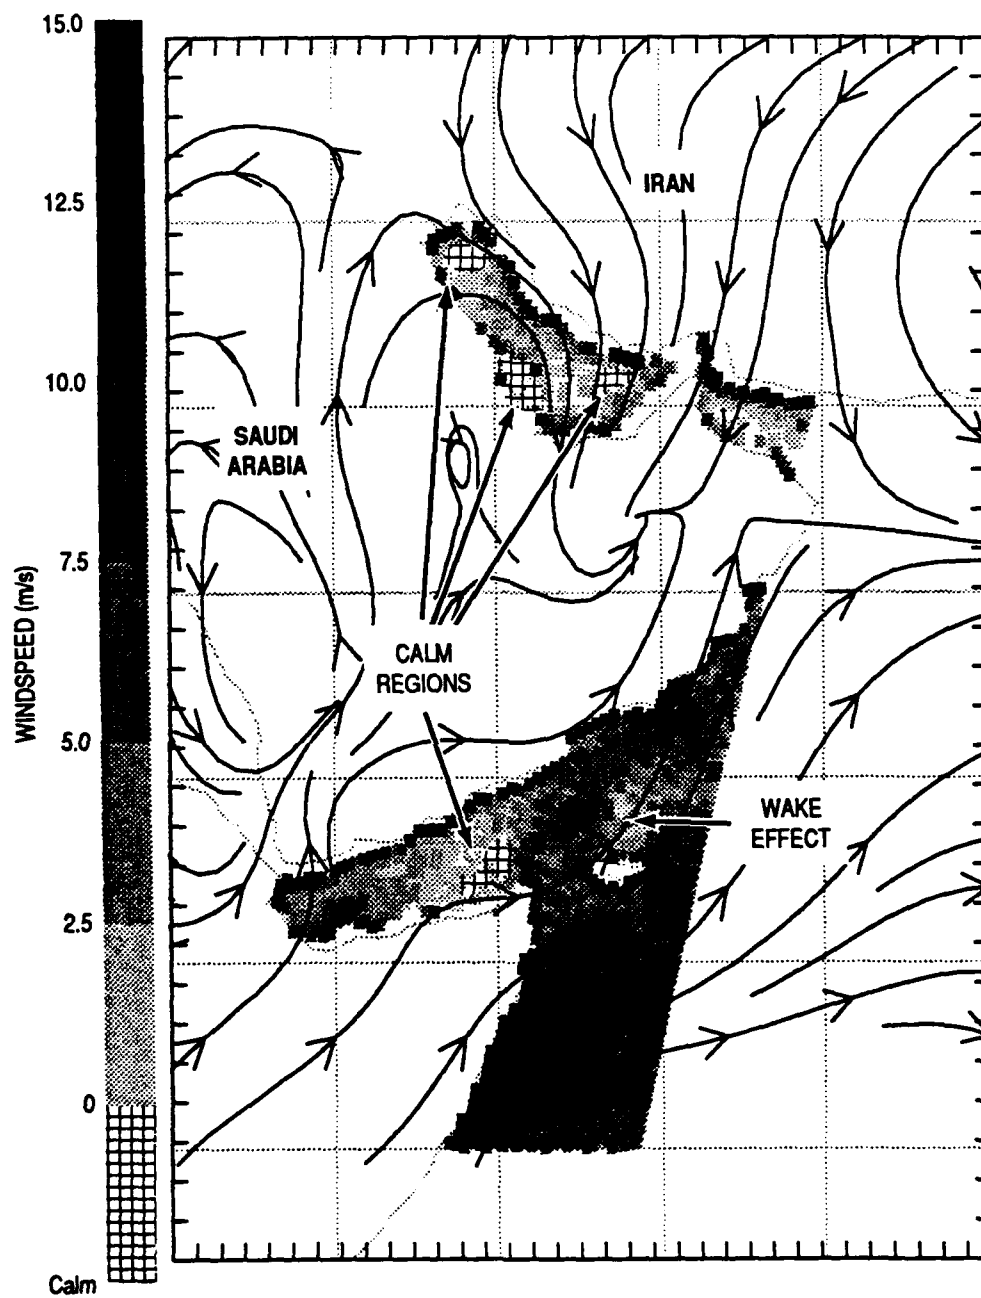 15.0
12.5
10.0
7.5
5.0
2.5
0
Calm
WINDSPEED (m/s)
IRAN
SAUDI
ARABIA
CALM
REGIONS
WAKE
EFFECT